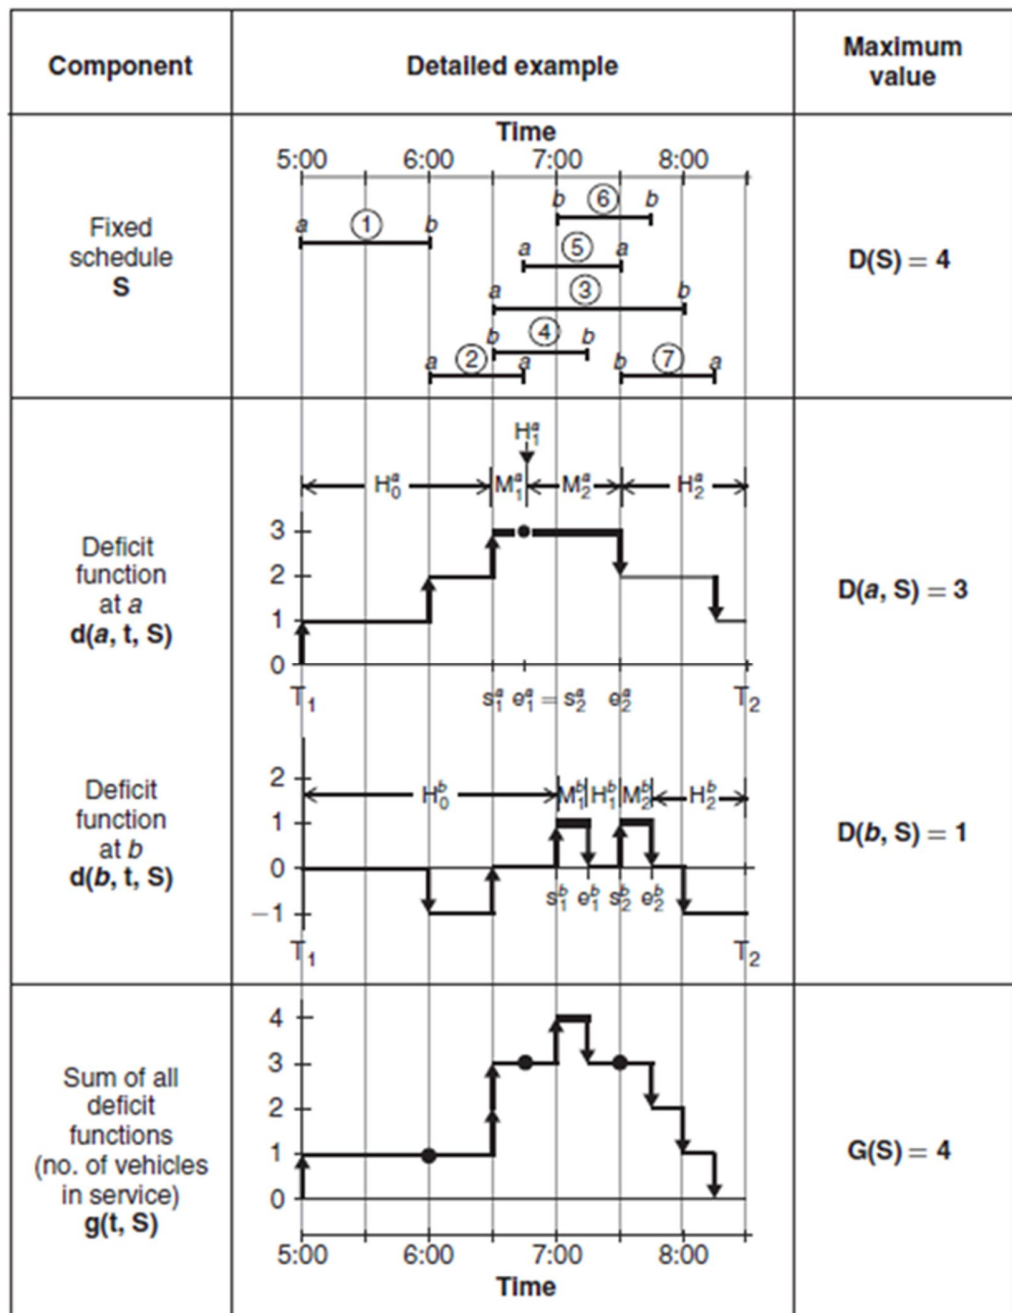 Component
Detailed example
Maximum
value
Fixed
schedule
S
Time
5:00 6:00 7:00 8:00
b 6 b
a 1 b
a 5 a
a 3 b
b 4 b
a 2 a
b 7 a
D(S) = 4
Deficit
function
at a
d(a, t, S)
H₁ᵃ
H₀ᵃ M₁ᵃ M₂ᵃ H₂ᵃ
3
2
1
0
T₁ s₁ᵃ e₁ᵃ = s₂ᵃ e₂ᵃ T₂
D(a, S) = 3
Deficit
function
at b
d(b, t, S)
2
H₀ᵇ M₁ᵇ H₁ᵇ M₂ᵇ H₂ᵇ
1
0
s₁ᵇ e₁ᵇ s₂ᵇ e₂ᵇ
−1
T₁ T₂
D(b, S) = 1
Sum of all
deficit
functions
(no. of vehicles
in service)
g(t, S)
4
3
2
1
0
5:00 6:00 7:00 8:00
Time
G(S) = 4